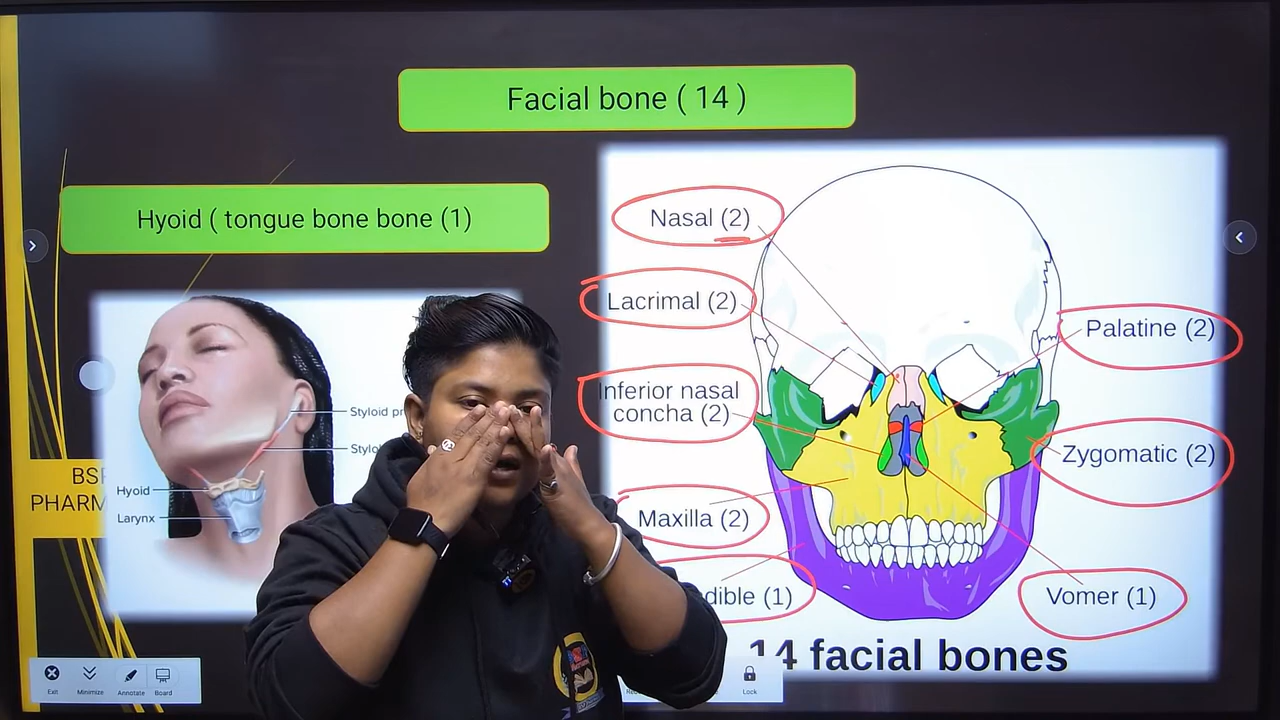 Facial bone ( 14 )
Hyoid ( tongue bone bone (1)
Nasal (2)
Lacrimal (2)
Inferior nasal
concha (2)
Maxilla (2)
dible (1)
Palatine (2)
Zygomatic (2)
Vomer (1)
14 facial bones
Styloid pr
Stylo
Hyoid
Larynx
PHARM
Exit
Minimize
Annotate
Board
Lock